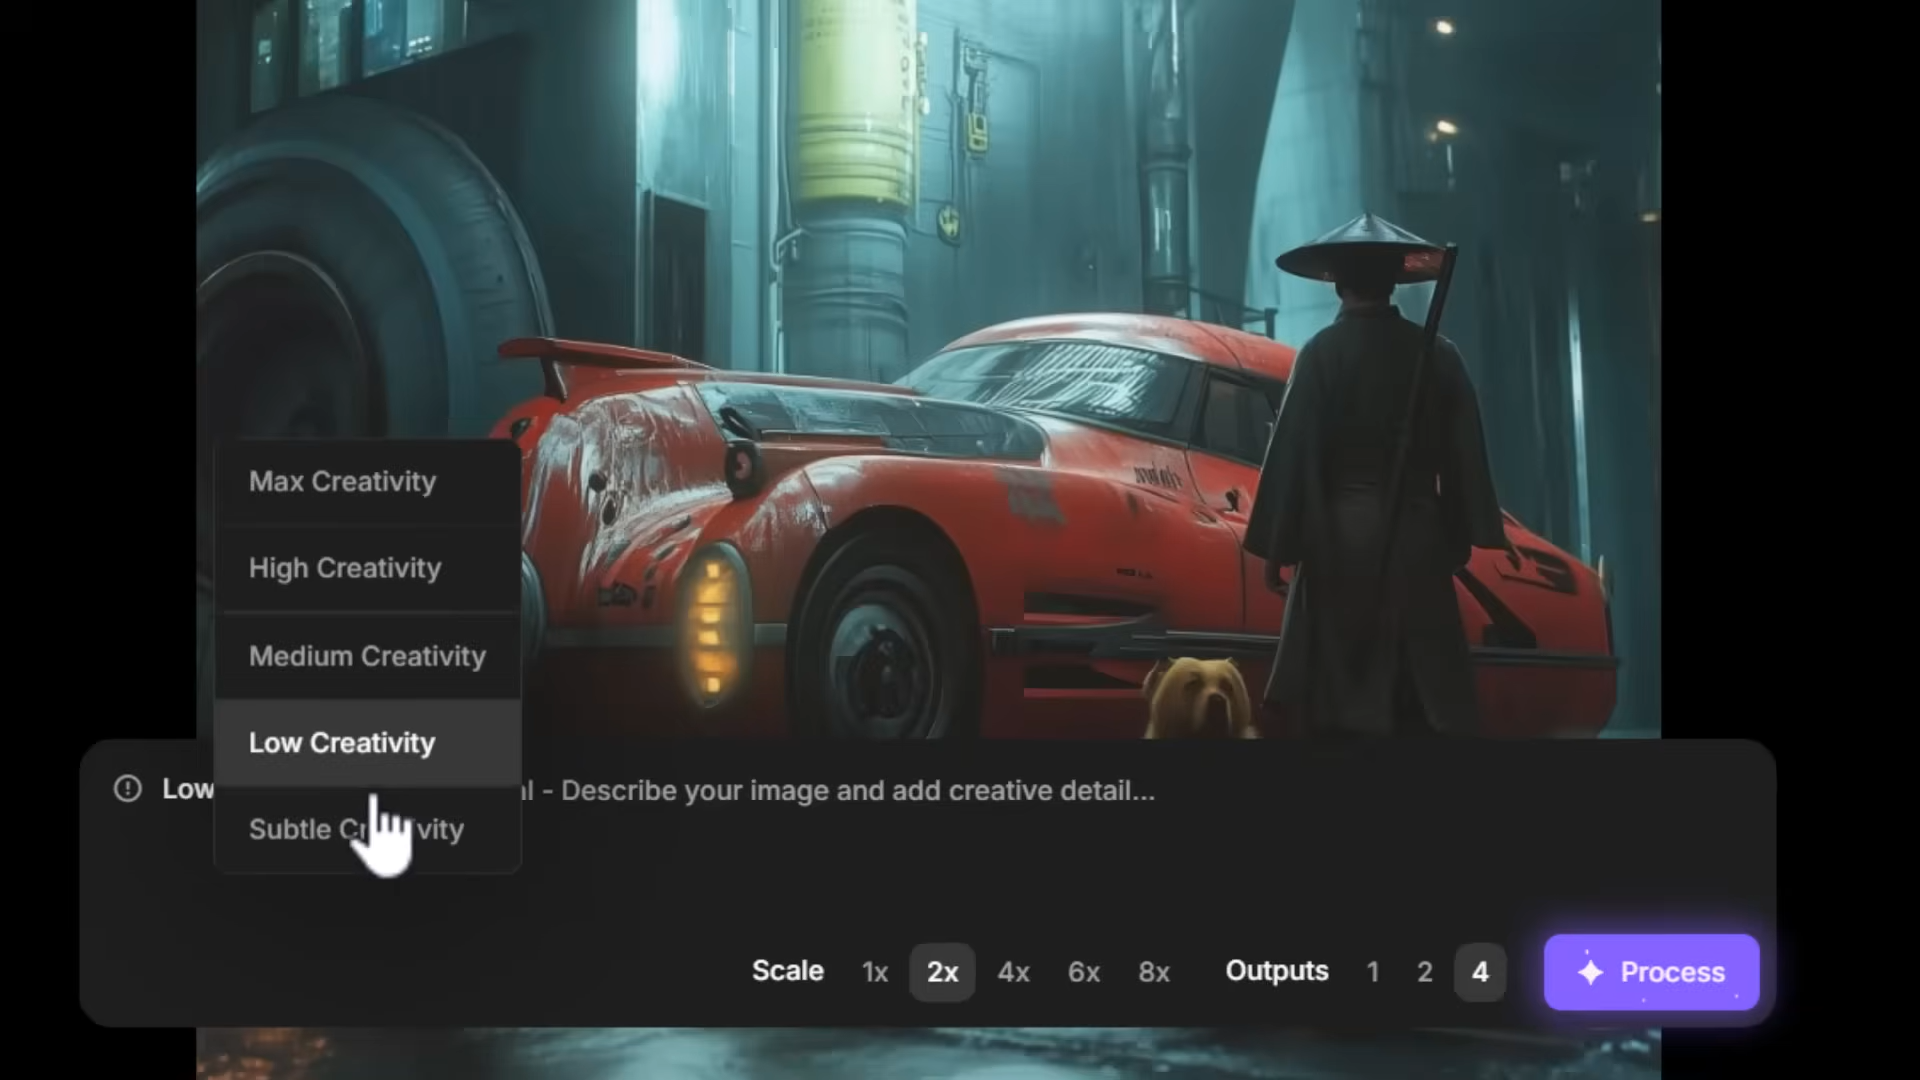 Max Creativity
High Creativity
Medium Creativity
Low Creativity
Low
- Describe your image and add creative detail...
Subtle
Scale 1x 2x 4x 6x 8x Outputs 1 2 4 Process